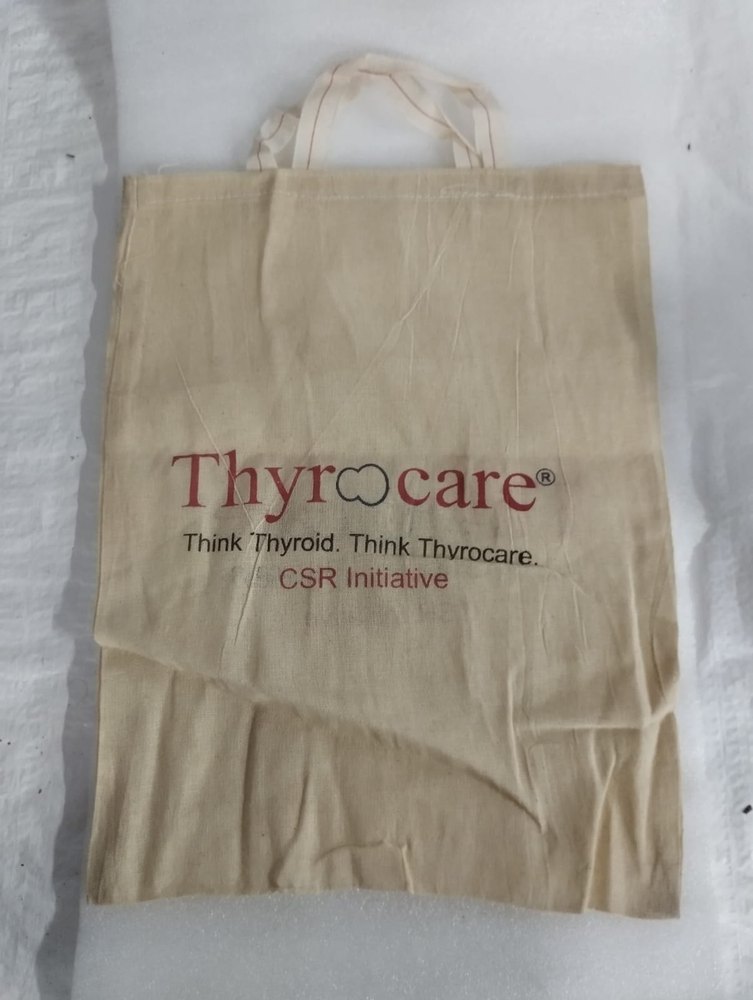 Thyrocare®
Think Thyroid. Think Thyrocare.
CSR Initiative